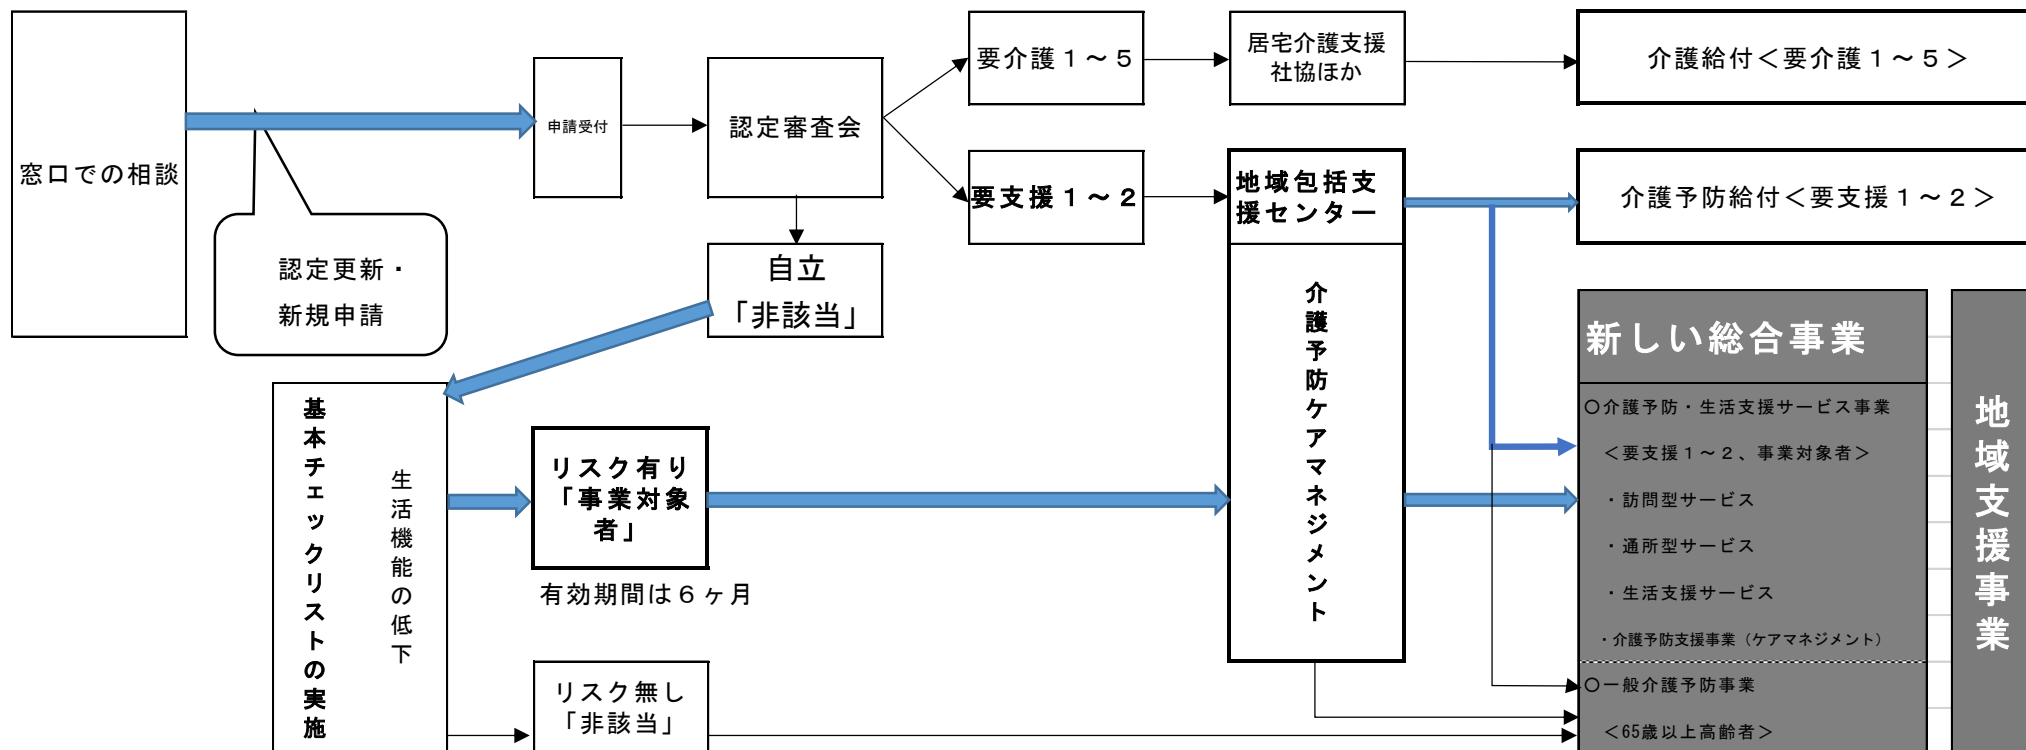 窓口での相談
認定更新・
新規申請
申請受付
認定審査会
自立
「非該当」
要介護１～５
要支援１～２
居宅介護支援
社協ほか
地域包括支
援センター
介護予防ケアマネジメント
介護給付＜要介護１～５＞
介護予防給付＜要支援１～２＞
基本チェックリストの実施
生活機能の低下
リスク有り
「事業対象
者」
有効期間は６ヶ月
リスク無し
「非該当」
新しい総合事業
○介護予防・生活支援サービス事業
＜要支援１～２、事業対象者＞
・訪問型サービス
・通所型サービス
・生活支援サービス
・介護予防支援事業（ケアマネジメント）
○一般介護予防事業
＜65歳以上高齢者＞
地域支援事業